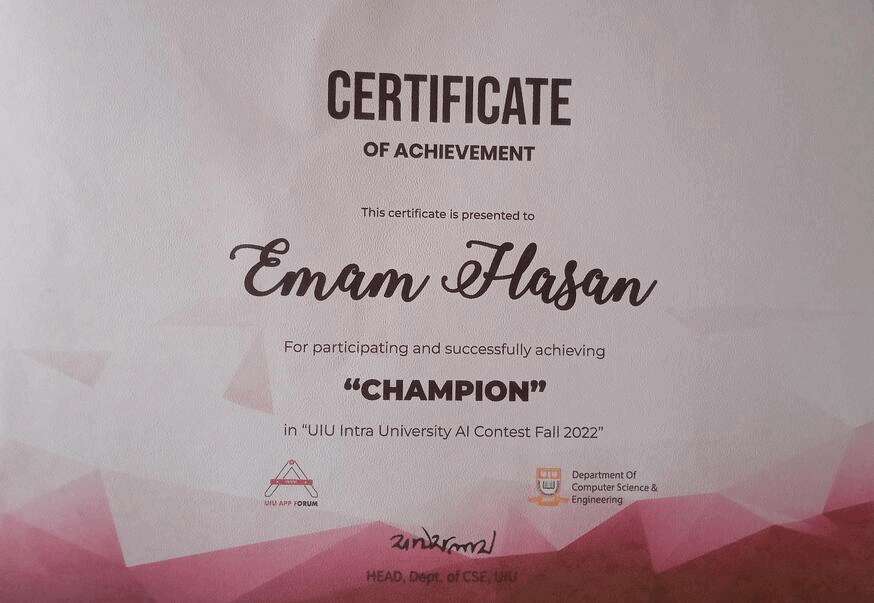 CERTIFICATE
OF ACHIEVEMENT
This certificate is presented to
Emam Hasan
For participating and successfully achieving
“CHAMPION”
in “UIU Intra University AI Contest Fall 2022”
UIU APP FORUM
UIU
Department Of
Computer Science &
Engineering
HEAD, Dept. of CSE, UIU